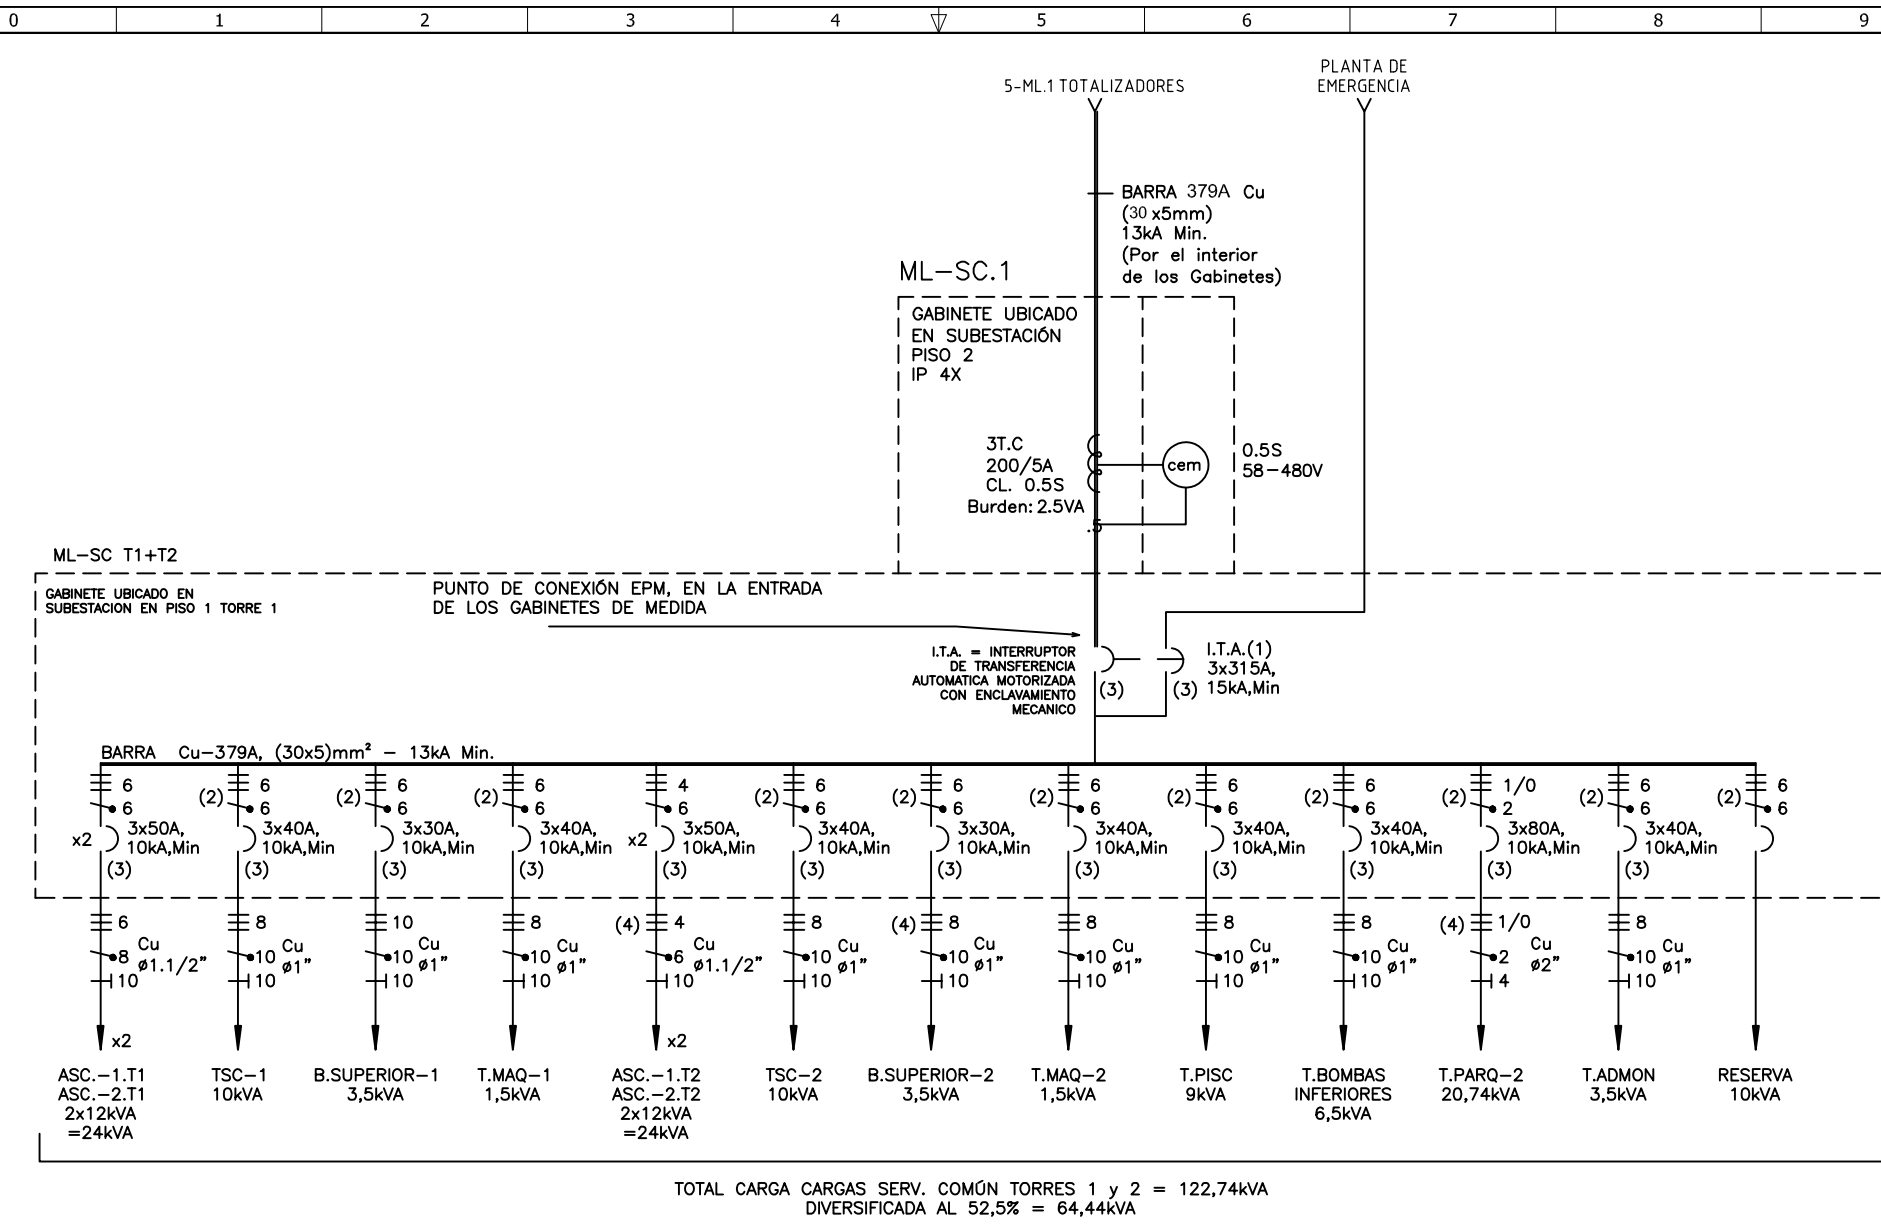 0 1 2 3 4 5 6 7 8 9
5-ML.1 TOTALIZADORES
PLANTA DE
EMERGENCIA
BARRA 379A Cu
(30 x5mm)
13kA Min.
(Por el interior
de los Gabinetes)
ML-SC.1
GABINETE UBICADO
EN SUBESTACIÓN
PISO 2
IP 4X
3T.C
200/5A
CL. 0.5S
Burden: 2.5VA
cem
0.5S
58-480V
.5
ML-SC T1+T2
GABINETE UBICADO EN
SUBESTACION EN PISO 1 TORRE 1
PUNTO DE CONEXIÓN EPM, EN LA ENTRADA
DE LOS GABINETES DE MEDIDA
I.T.A. = INTERRUPTOR
DE TRANSFERENCIA
AUTOMATICA MOTORIZADA
CON ENCLAVAMIENTO
MECANICO
(3)
(3)
I.T.A.(1)
3x315A,
15kA,Min
BARRA Cu-379A, (30x5)mm² - 13kA Min.
6
6
x2
3x50A,
10kA,Min
(3)
6
8
10
Cu
ø1.1/2"
x2
ASC.-1.T1
ASC.-2.T1
2x12kVA
=24kVA
(2)
6
6
3x40A,
10kA,Min
(3)
8
10
10
Cu
ø1"
TSC-1
10kVA
(2)
6
6
3x30A,
10kA,Min
(3)
10
10
10
Cu
ø1"
B.SUPERIOR-1
3,5kVA
(2)
6
6
3x40A,
10kA,Min
(3)
8
10
10
Cu
ø1"
T.MAQ-1
1,5kVA
4
6
x2
3x50A,
10kA,Min
(3)
(4)
4
6
10
Cu
ø1.1/2"
x2
ASC.-1.T2
ASC.-2.T2
2x12kVA
=24kVA
(2)
6
6
3x40A,
10kA,Min
(3)
8
10
10
Cu
ø1"
TSC-2
10kVA
(2)
6
6
3x30A,
10kA,Min
(3)
(4)
8
10
10
Cu
ø1"
B.SUPERIOR-2
3,5kVA
(2)
6
6
3x40A,
10kA,Min
(3)
8
10
10
Cu
ø1"
T.MAQ-2
1,5kVA
(2)
6
6
3x40A,
10kA,Min
(3)
8
10
10
Cu
ø1"
T.PISC
9kVA
(2)
6
6
3x40A,
10kA,Min
(3)
8
10
10
Cu
ø1"
T.BOMBAS
INFERIORES
6,5kVA
(2)
1/0
2
3x80A,
10kA,Min
(3)
(4)
1/0
2
4
Cu
ø2"
T.PARQ-2
20,74kVA
(2)
6
6
3x40A,
10kA,Min
(3)
8
10
10
Cu
ø1"
T.ADMON
3,5kVA
(2)
6
6
RESERVA
10kVA
TOTAL CARGA CARGAS SERV. COMÚN TORRES 1 y 2 = 122,74kVA
DIVERSIFICADA AL 52,5% = 64,44kVA